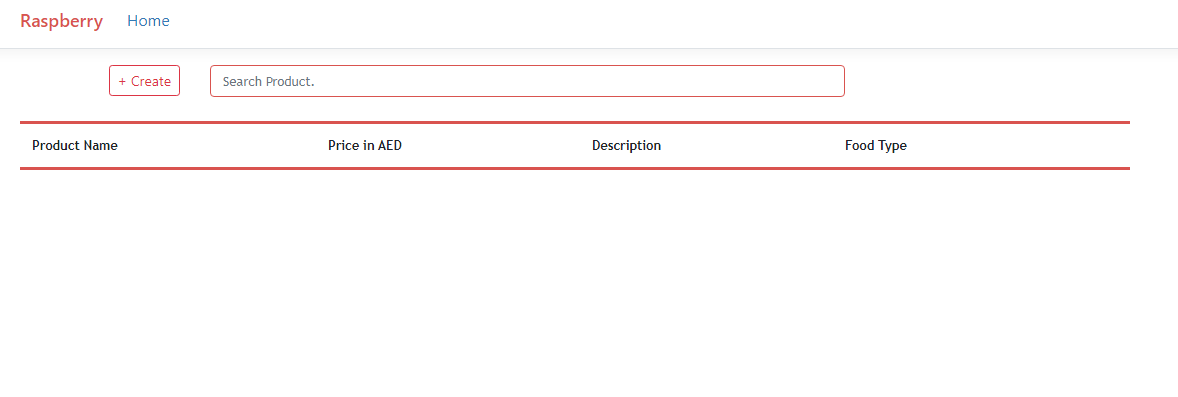 Raspberry Home
+ Create Search Product.
Product Name Price in AED Description Food Type